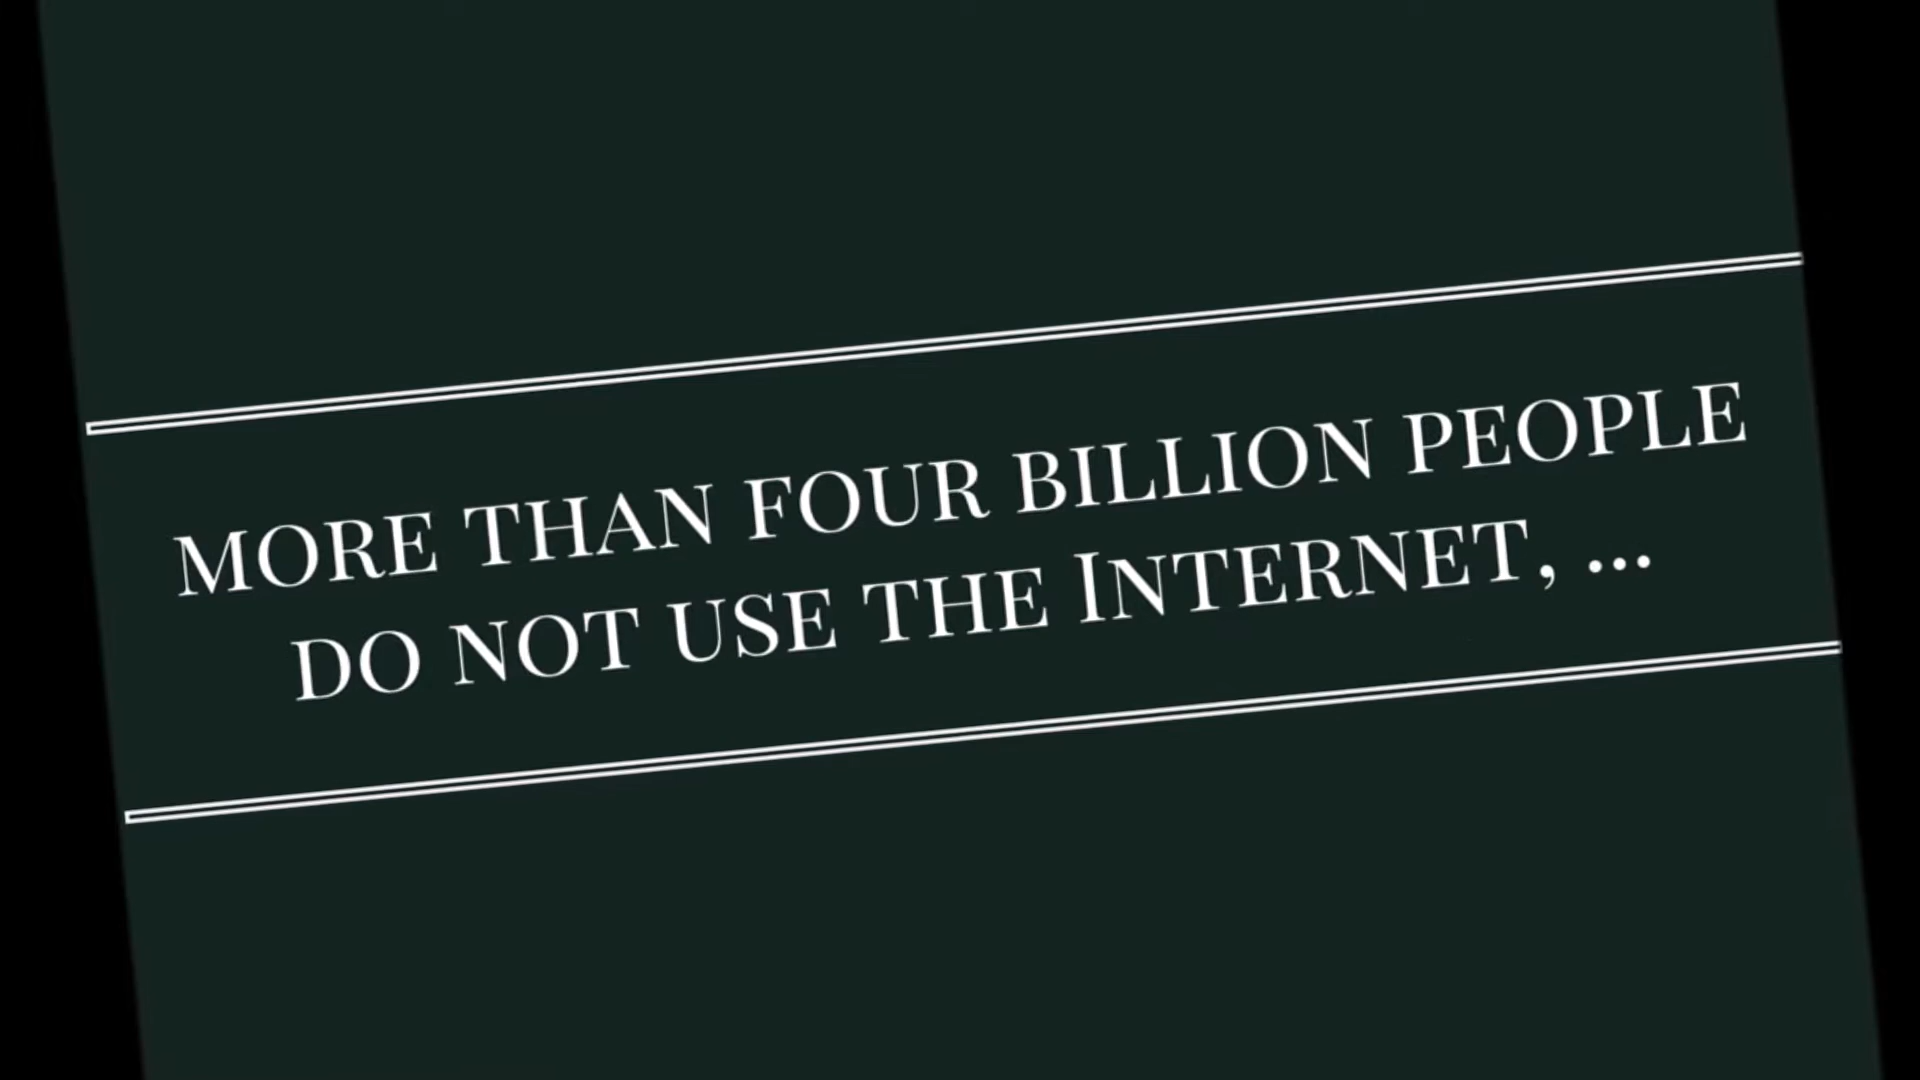 more than four billion people
do not use the Internet, ...